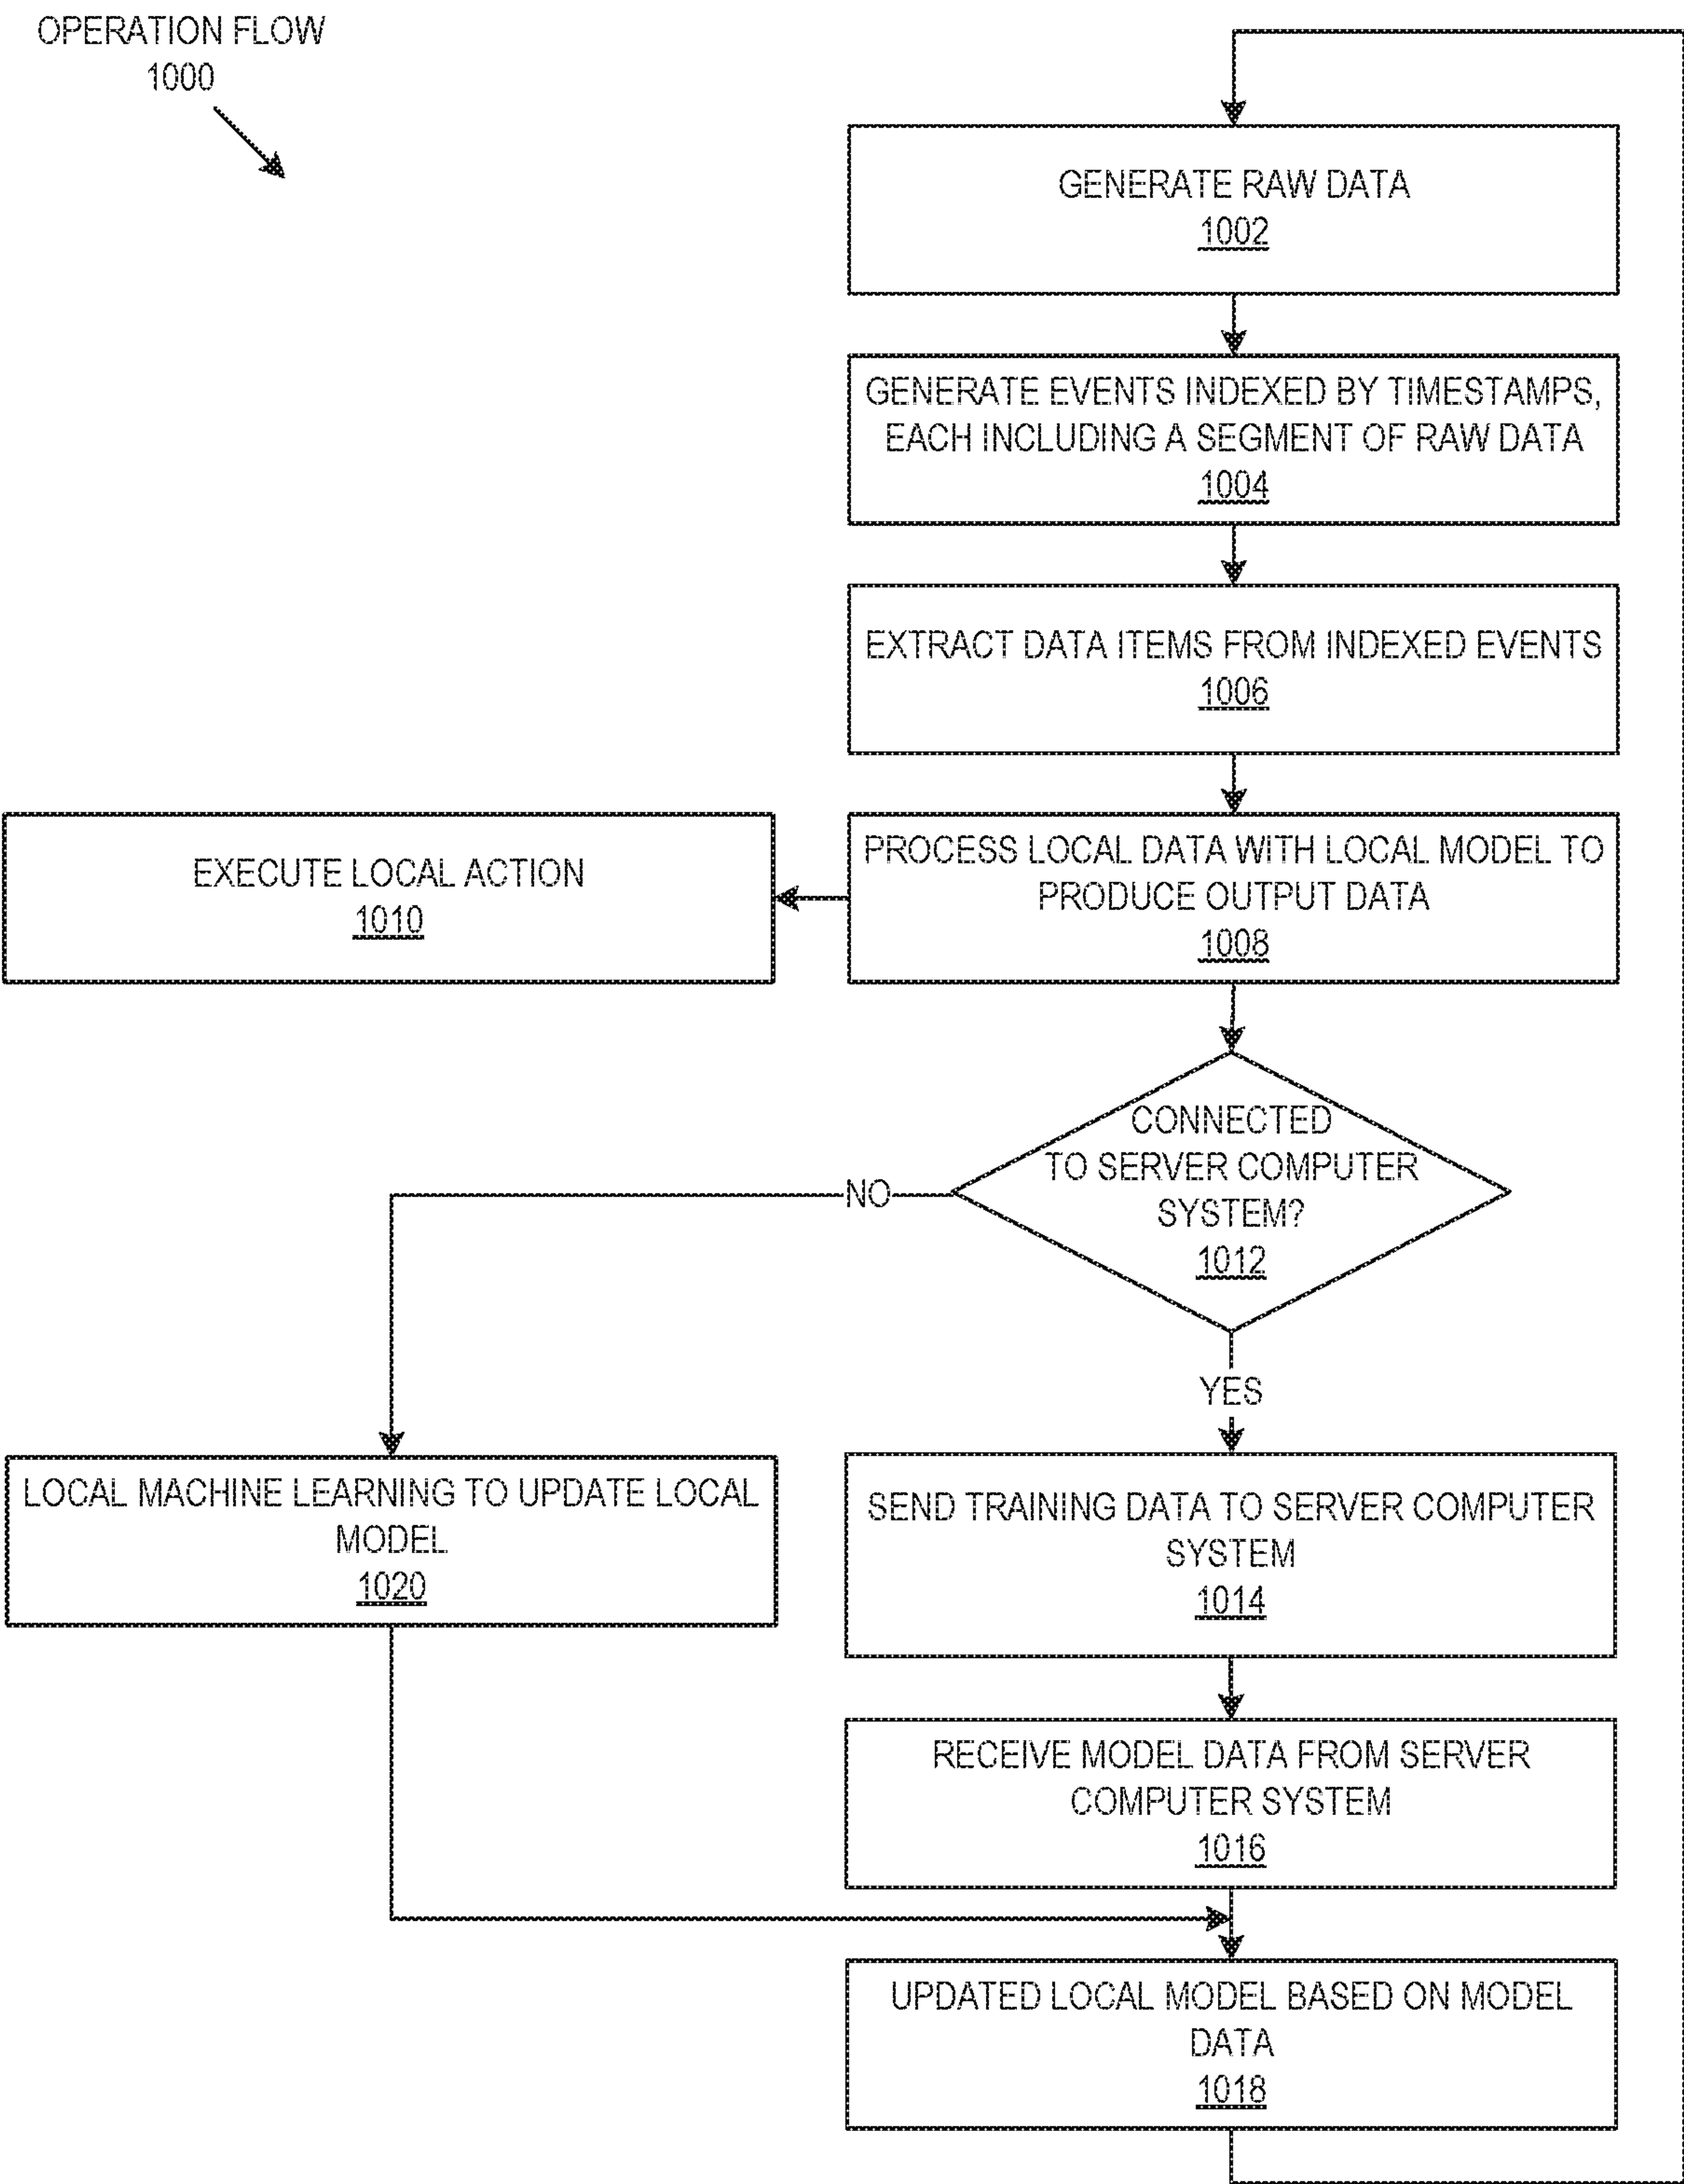 OPERATION FLOW
1000
GENERATE RAW DATA
1002
GENERATE EVENTS INDEXED BY TIMESTAMPS,
EACH INCLUDING A SEGMENT OF RAW DATA
1004
EXTRACT DATA ITEMS FROM INDEXED EVENTS
1006
PROCESS LOCAL DATA WITH LOCAL MODEL TO
PRODUCE OUTPUT DATA
1008
EXECUTE LOCAL ACTION
1010
CONNECTED
TO SERVER COMPUTER
SYSTEM?
1012
NO
YES
LOCAL MACHINE LEARNING TO UPDATE LOCAL
MODEL
1020
SEND TRAINING DATA TO SERVER COMPUTER
SYSTEM
1014
RECEIVE MODEL DATA FROM SERVER
COMPUTER SYSTEM
1016
UPDATED LOCAL MODEL BASED ON MODEL
DATA
1018